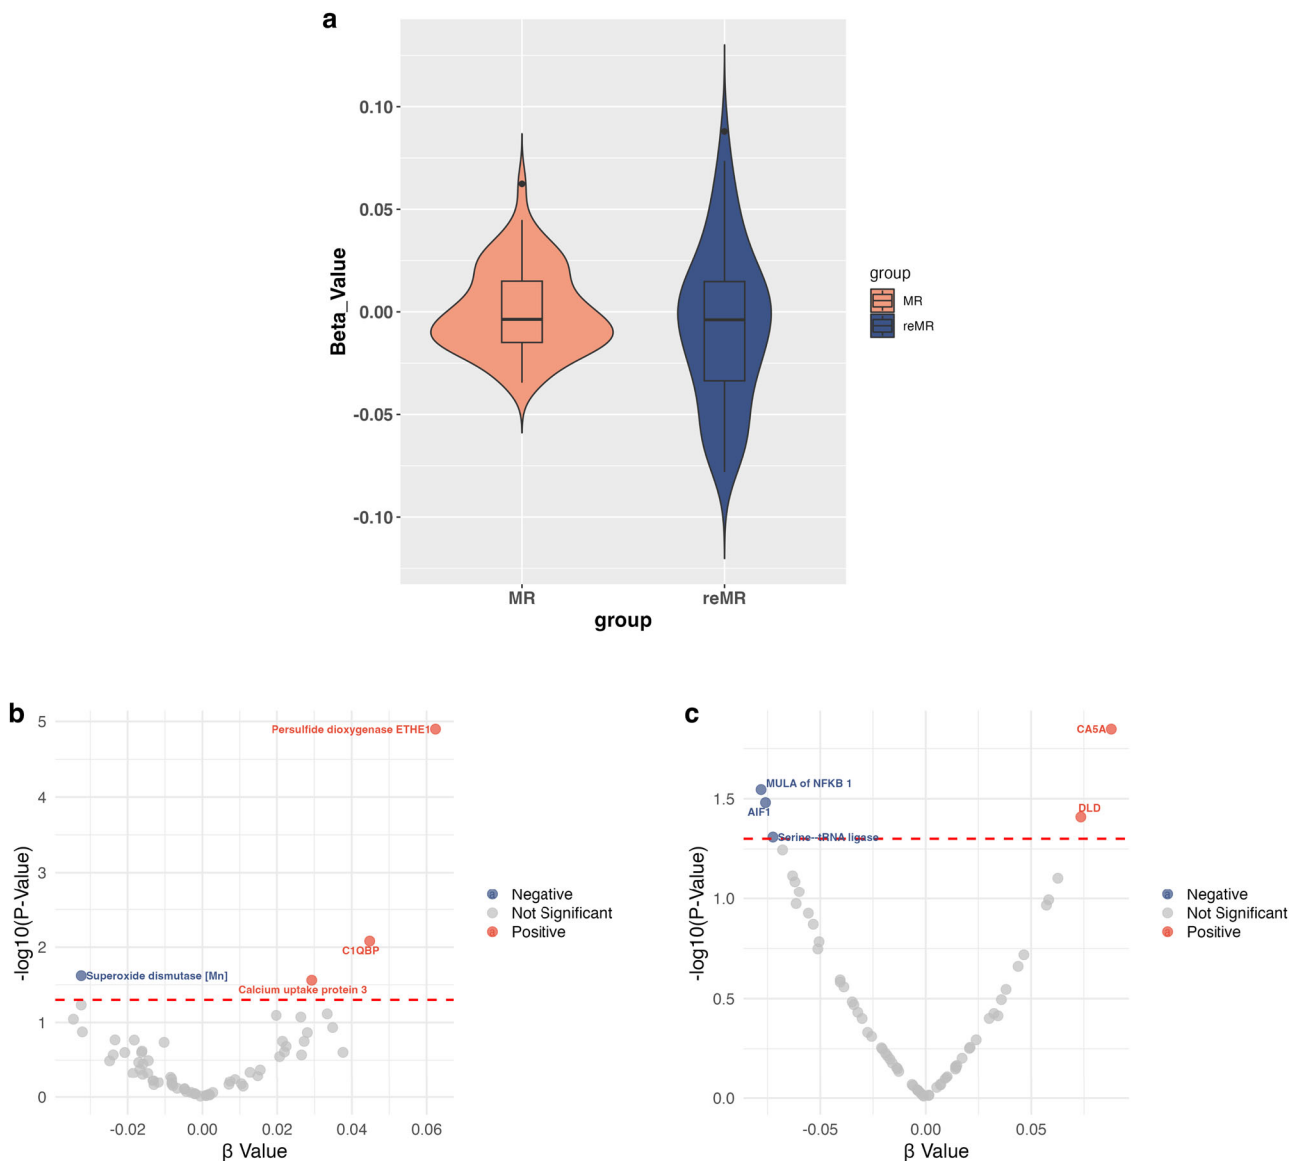 a
Beta_Value
0.10
0.05
0.00
-0.05
-0.10
MR
reMR
group
group
MR
reMR
b
-log10(P-Value)
5
4
3
2
1
0
Persulfide dioxygenase ETHE1
C1QBP
Superoxide dismutase [Mn]
Calcium uptake protein 3
-0.02
0.00
0.02
0.04
0.06
β Value
a Negative
Not Significant
a Positive
c
-log10(P-Value)
1.5
1.0
0.5
0.0
CA5A
MULA of NFKB 1
AIF1
DLD
Serine--tRNA ligase
-0.05
0.00
0.05
β Value
a Negative
Not Significant
a Positive